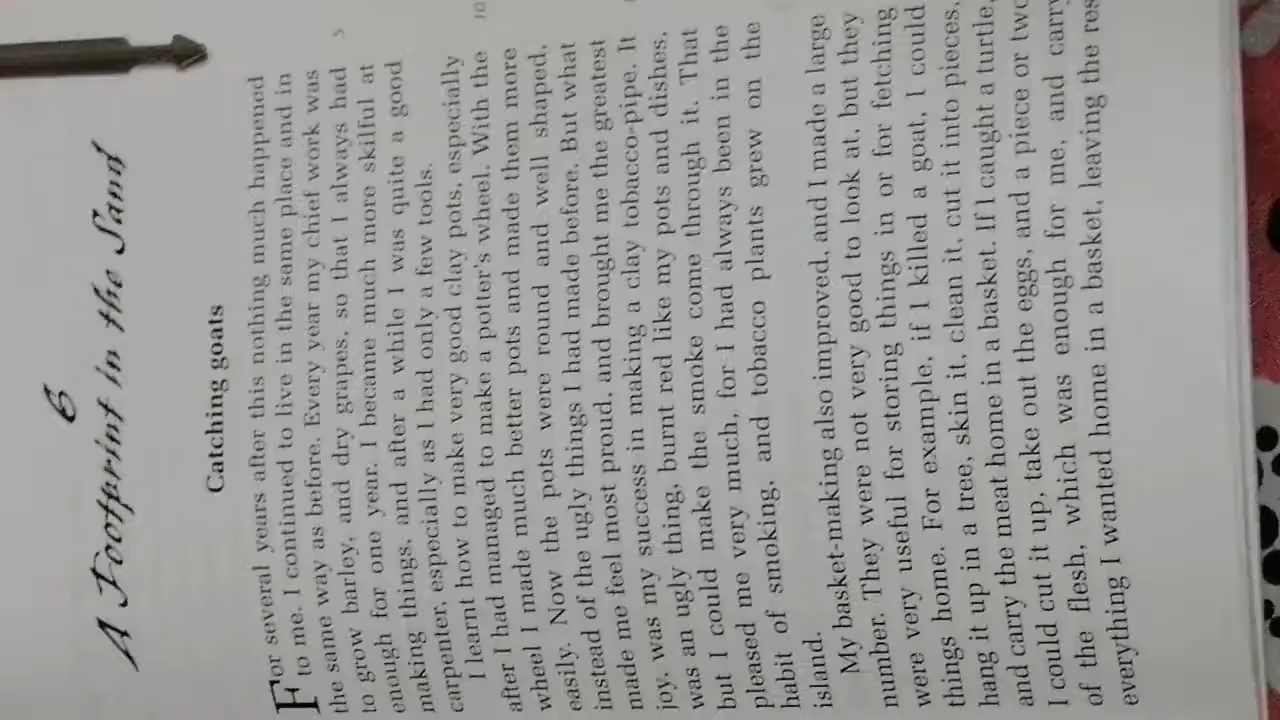 6
A Footprint in the Sand
Catching goats
For several years after this nothing much happened
to me. I continued to live in the same place and in
the same way as before. Every year my chief work was
to grow barley, and dry grapes, so that I always had
5
enough for one year. I became much more skilful at
making things, and after a while I was quite a good
carpenter, especially as I had only a few tools.
I learnt how to make very good clay pots, especially
after I had managed to make a potter's wheel. With the
10
wheel I made much better pots and made them more
easily. Now the pots were round and well shaped,
instead of the ugly things I had made before. But what
made me feel most proud, and brought me the greatest
joy, was my success in making a clay tobacco-pipe. It
was an ugly thing, burnt red like my pots and dishes,
but I could make the smoke come through it. That
pleased me very much, for I had always been in the
habit of smoking, and tobacco plants grew on the
island.
My basket-making also improved, and I made a large
number. They were not very good to look at, but they
were very useful for storing things in or for fetching
things home. For example, if I killed a goat, I could
hang it up in a tree, skin it, clean it, cut it into pieces,
and carry the meat home in a basket. If I caught a turtle,
I could cut it up, take out the eggs, and a piece or two
of the flesh, which was enough for me, and carry
everything I wanted home in a basket, leaving the res